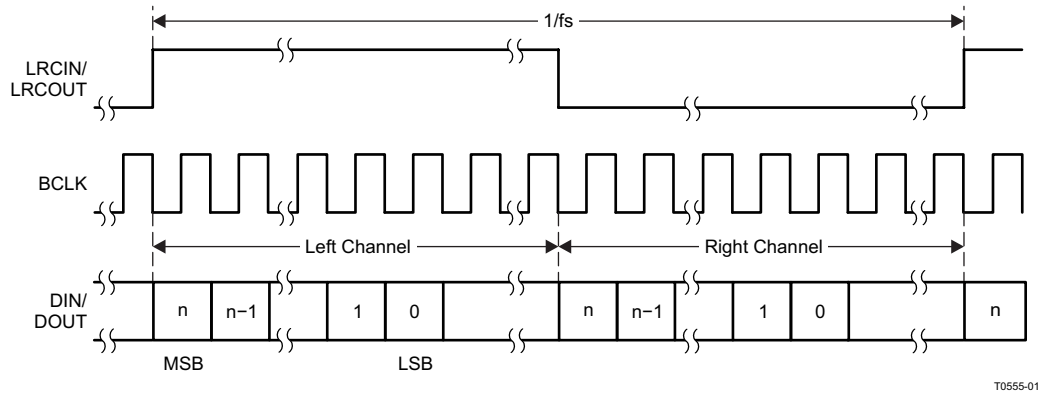 1/fs
LRCIN/
LRCOUT
BCLK
Left Channel
Right Channel
DIN/
DOUT
n n−1 1 0 n n−1 1 0 n
MSB LSB
T0555-01